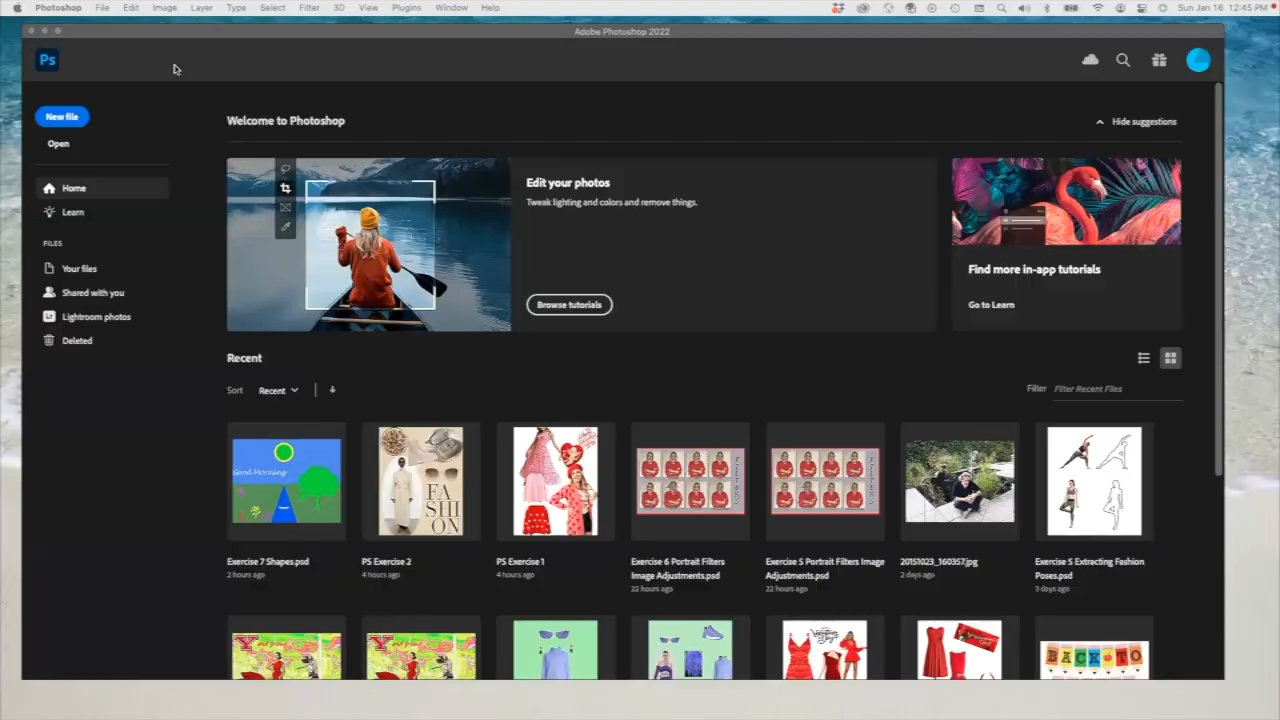 Photoshop File Edit Image Layer Type Select Filter 3D View Plugins Window Help Sun Jan 16 12:45 PM
Adobe Photoshop 2022
Ps
New file
Open
Home
Learn
FILES
Your files
Shared with you
Lightroom photos
Deleted
Welcome to Photoshop
Hide suggestions
Edit your photos
Tweak lighting and colors and remove things.
Browse tutorials
Find more in-app tutorials
Go to Learn
Recent
Sort Recent
Filter Filter Recent Files
Good Morning
FA
SHI
ON
FILTERS
FILTERS
Exercise 7 Shapes.psd
2 hours ago
PS Exercise 2
4 hours ago
PS Exercise 1
4 hours ago
Exercise 6 Portrait Filters
Image Adjustments.psd
22 hours ago
Exercise 5 Portrait Filters Image
Adjustments.psd
22 hours ago
20151023_160357.jpg
2 days ago
Exercise 5 Extracting Fashion
Poses.psd
3 days ago
BACK TO